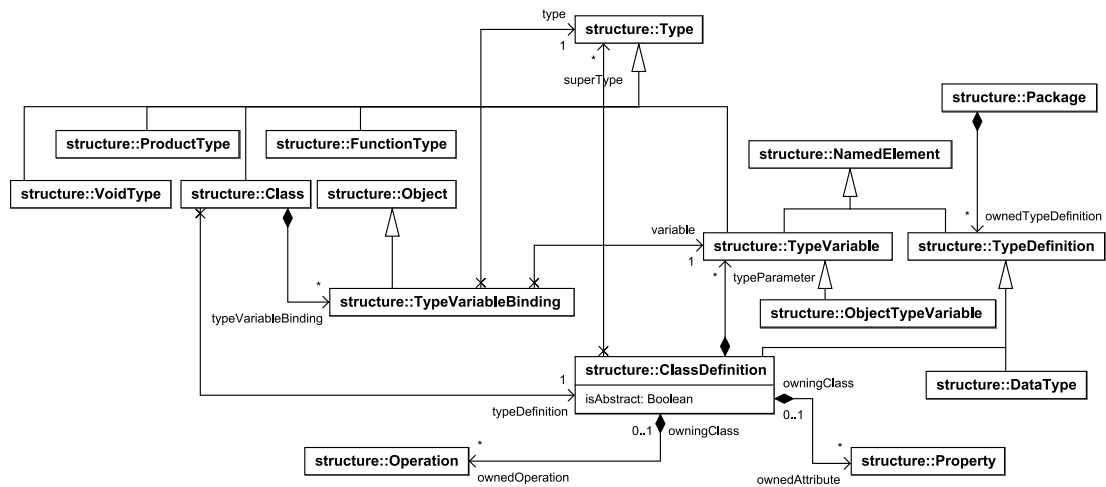 type
structure::Type
1
*
superType
structure::Package
structure::ProductType
structure::FunctionType
structure::NamedElement
structure::VoidType
structure::Class
structure::Object
*
ownedTypeDefinition
variable
structure::TypeVariable
structure::TypeDefinition
1
*
typeParameter
*
structure::TypeVariableBinding
typeVariableBinding
structure::ObjectTypeVariable
structure::ClassDefinition
owningClass
structure::DataType
1
isAbstract: Boolean
typeDefinition
0..1
0..1
owningClass
*
*
structure::Operation
structure::Property
ownedOperation
ownedAttribute